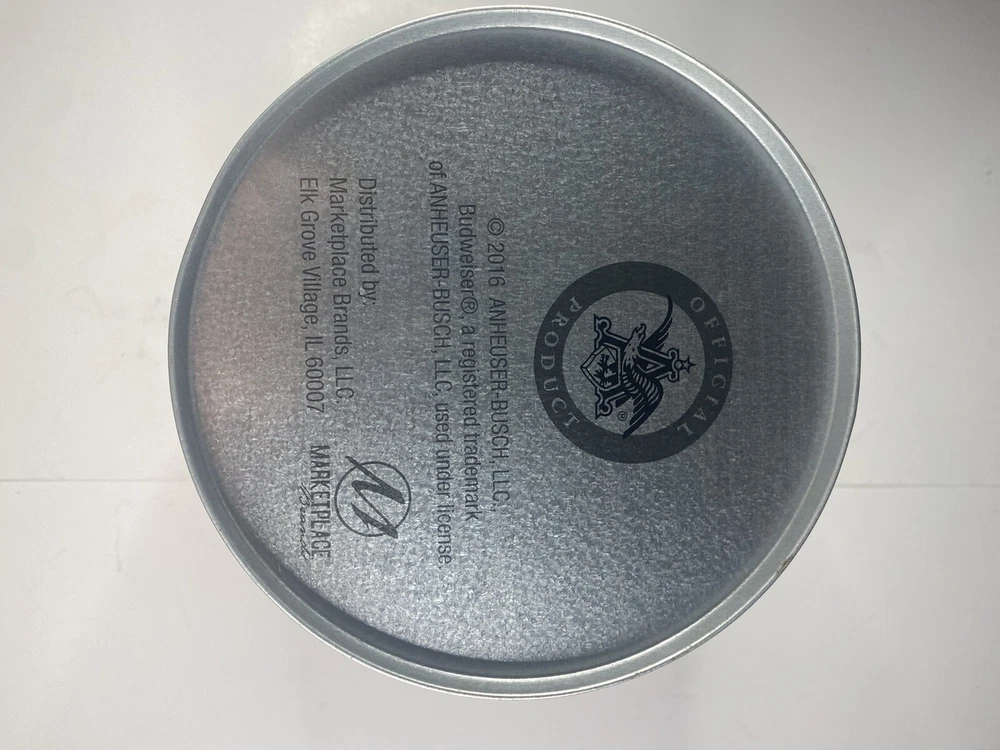 OFFICIAL
PRODUCT
®
© 2016 ANHEUSER-BUSCH, LLC,
Budweiser®, a registered trademark
of ANHEUSER-BUSCH, LLC, used under license.
Distributed by:
Marketplace Brands, LLC.
Elk Grove Village, IL 60007
M
MARKETPLACE®
Brands